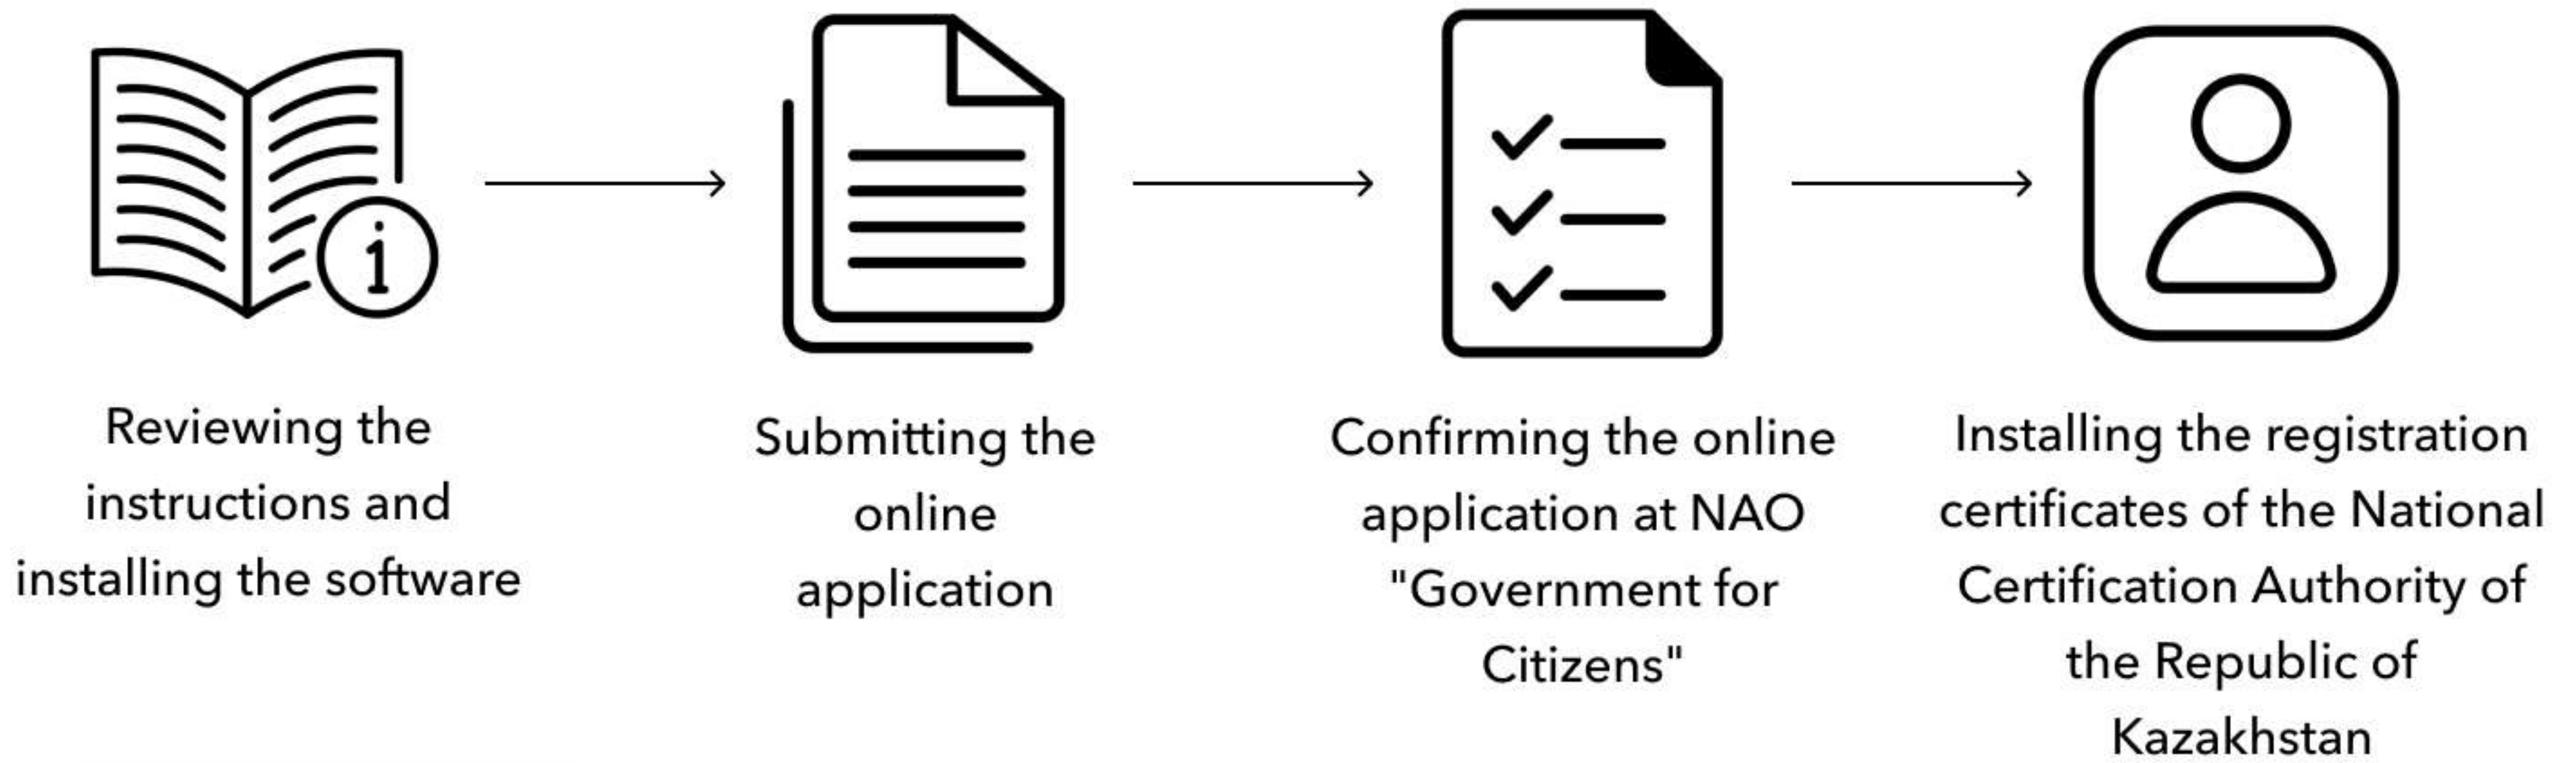 Reviewing the
instructions and
installing the software
Submitting the
online
application
Confirming the online
application at NAO
"Government for
Citizens"
Installing the registration
certificates of the National
Certification Authority of
the Republic of
Kazakhstan